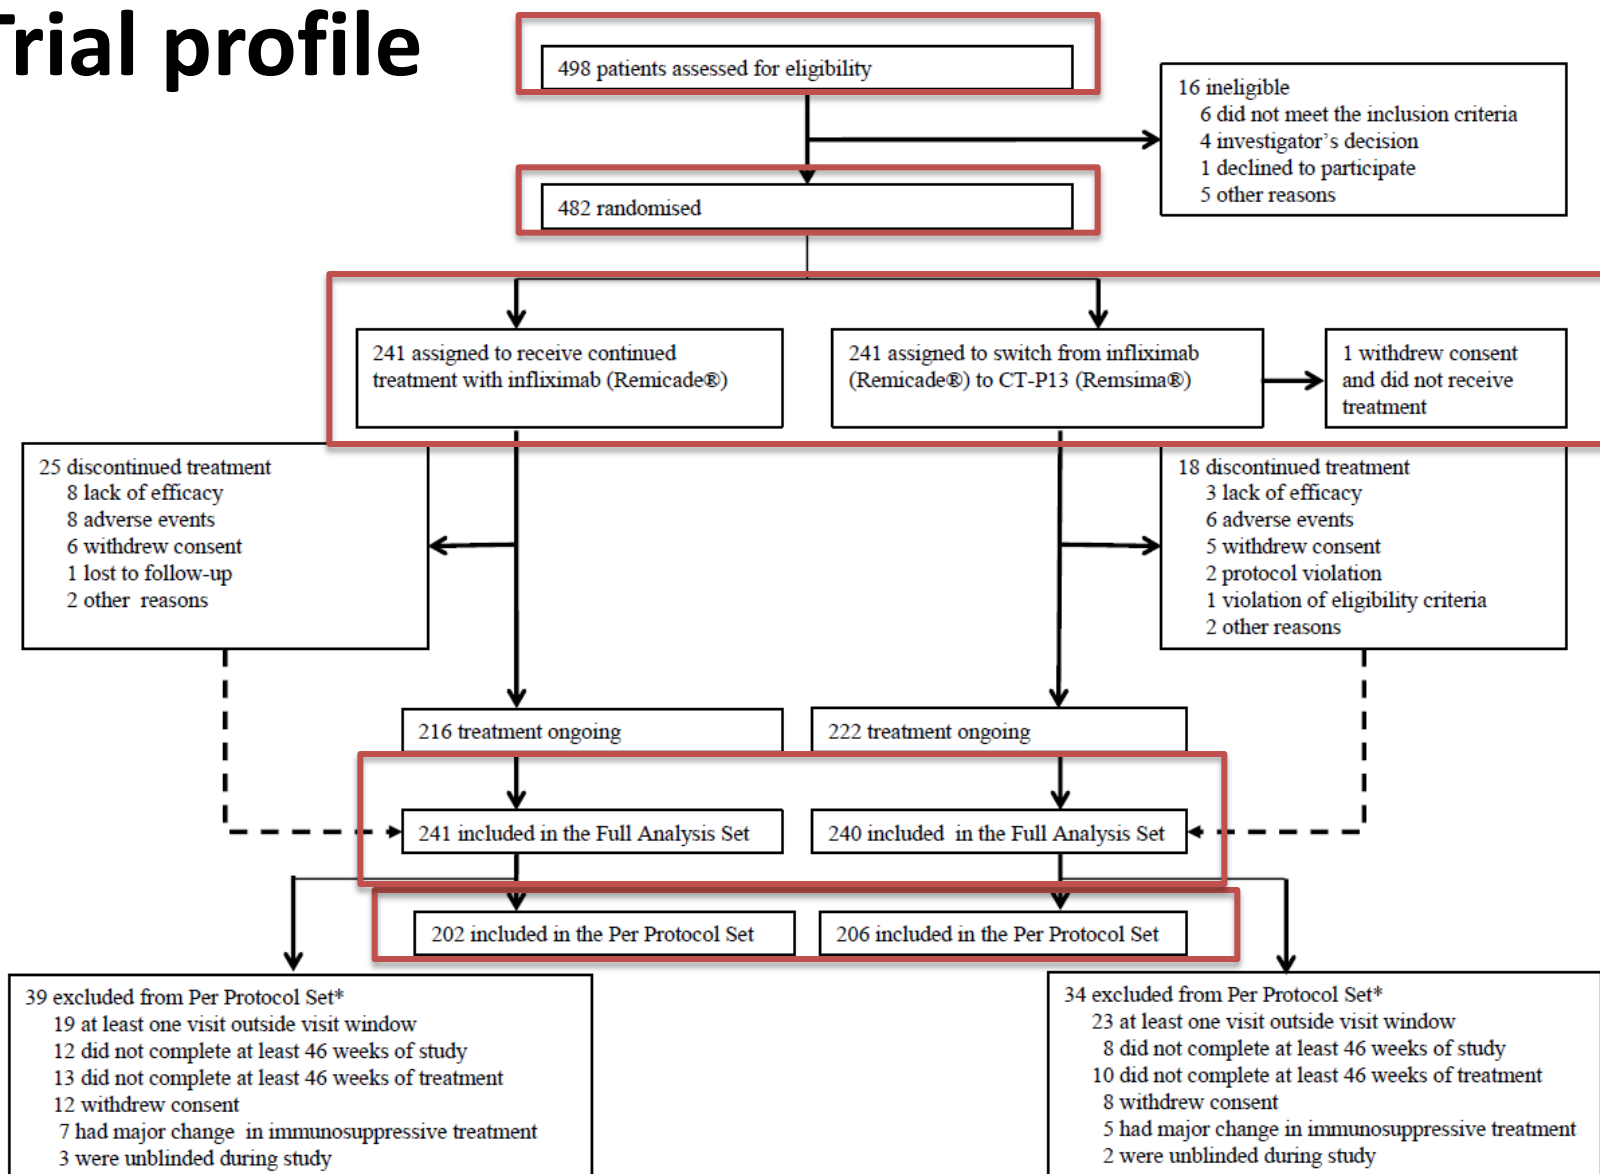 Trial profile
498 patients assessed for eligibility
16 ineligible
6 did not meet the inclusion criteria
4 investigator's decision
1 declined to participate
5 other reasons
482 randomised
241 assigned to receive continued
treatment with infliximab (Remicade®)
241 assigned to switch from infliximab
(Remicade®) to CT-P13 (Remsima®)
1 withdrew consent
and did not receive
treatment
25 discontinued treatment
8 lack of efficacy
8 adverse events
6 withdrew consent
1 lost to follow-up
2 other reasons
18 discontinued treatment
3 lack of efficacy
6 adverse events
5 withdrew consent
2 protocol violation
1 violation of eligibility criteria
2 other reasons
216 treatment ongoing
222 treatment ongoing
241 included in the Full Analysis Set
240 included in the Full Analysis Set
202 included in the Per Protocol Set
206 included in the Per Protocol Set
39 excluded from Per Protocol Set*
19 at least one visit outside visit window
12 did not complete at least 46 weeks of study
13 did not complete at least 46 weeks of treatment
12 withdrew consent
7 had major change in immunosuppressive treatment
3 were unblinded during study
34 excluded from Per Protocol Set*
23 at least one visit outside visit window
8 did not complete at least 46 weeks of study
10 did not complete at least 46 weeks of treatment
8 withdrew consent
5 had major change in immunosuppressive treatment
2 were unblinded during study